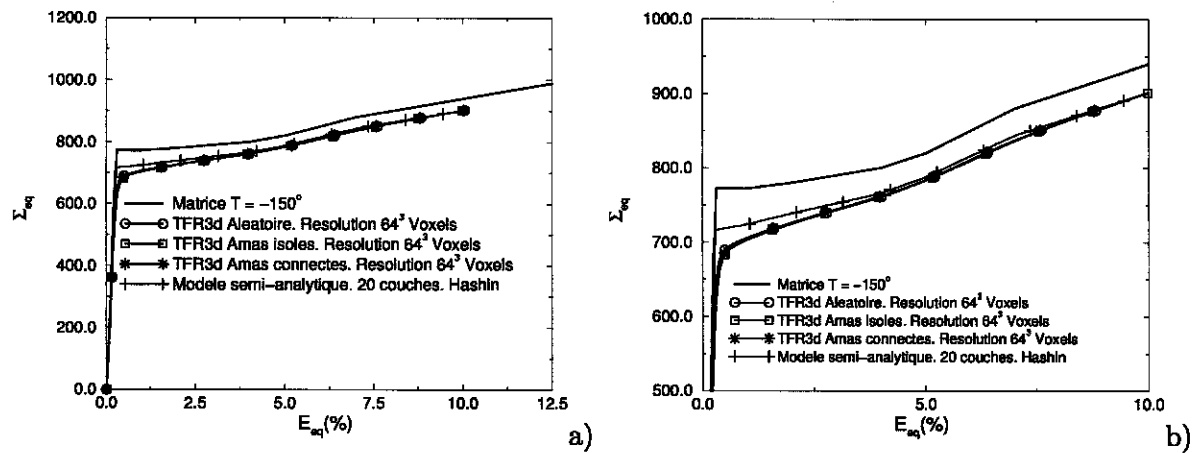 1200.0
1000.0
800.0
600.0
400.0
200.0
0.0
Σeq
0.0 2.5 5.0 7.5 10.0 12.5
Eeq(%)
Matrice T = −150°
TFR3d Aleatoire. Resolution 64³ Voxels
TFR3d Amas isoles. Resolution 64³ Voxels
TFR3d Amas connectes. Resolution 64³ Voxels
Modele semi−analytique. 20 couches. Hashin
a)
1000.0
900.0
800.0
700.0
600.0
500.0
Σeq
0.0 5.0 10.0
Eeq(%)
Matrice T = −150°
TFR3d Aleatoire. Resolution 64³ Voxels
TFR3d Amas isoles. Resolution 64³ Voxels
TFR3d Amas connectes. Resolution 64³ Voxels
Modele semi−analytique. 20 couches. Hashin
b)